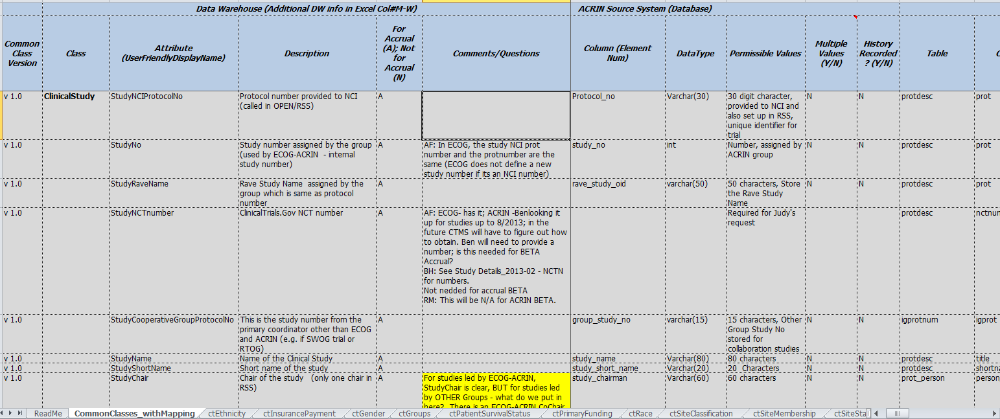 Data Warehouse (Additional DW info in Excel Col#M-W) ACRIN Source System (Database)
Common Class Version Class Attribute (UserFriendlyDisplayName) Description For Accrual (A); Not for Accrual (N) Comments/Questions Column (Element Num) DataType Permissible Values Multiple Values (Y/N) History Recorded ? (Y/N) Table
v 1.0 ClinicalStudy StudyNCIProtocolNo Protocol number provided to NCI (called in OPEN/RSS) A Protocol_no Varchar(30) 30 digit character, provided to NCI and also set up in RSS, unique identifier for trial N N protdesc prot
v 1.0 StudyNo Study number assigned by the group (used by ECOG-ACRIN - internal study number) A AF: In ECOG, the study NCI prot number and the protnumber are the same (ECOG does not define a new study number if its an NCI number) study_no int Number, assigned by ACRIN group N N protdesc prot
v 1.0 StudyRaveName Rave Study Name assigned by the group which is same as protocol number A rave_study_oid varchar(50) 50 characters, Store the Rave Study Name N N protdesc prot
v 1.0 StudyNCTnumber ClinicalTrials.Gov NCT number A AF: ECOG- has it; ACRIN -Benlooking it up for studies up to 8/2013; in the future CTMS will have to figure out how to obtain. Ben will need to provide a number; is this needed for BETA Accrual?
BH: See Study Details_2013-02 - NCTN for numbers.
Not nedded for accrual BETA
RM: This will be N/A for ACRIN BETA. Required for Judy's request protdesc nctnum
v 1.0 StudyCooperativeGroupProtocolNo This is the study number from the primary coordinator other than ECOG and ACRIN (e.g. if SWOG trial or RTOG) A group_study_no varchar(15) 15 characters, Other Group Study No stored for collaboration studies N N igprotnum igprot
v 1.0 StudyName Name of the Clinical Study A study_name Varchar(80) 80 characters N N protdesc title
v 1.0 StudyShortName Short name of the study A study_short_name Varchar(20) 20 Characters N N protdesc shortna
v 1.0 StudyChair Chair of the study (only one chair in RSS) A For studies led by ECOG-ACRIN, StudyChair is clear, BUT for studies led by OTHER Groups - what do we put in here? There is an ECOG-ACRIN CoChair study_chairman Varchar(60) 60 characters N N prot_person person
ReadMe CommonClasses_withMapping ctEthnicity ctInsurancePayment ctGender ctGroups ctPatientSurvivalStatus ctPrimaryFunding ctRace ctSiteClassification ctSiteMembership ctSiteSta